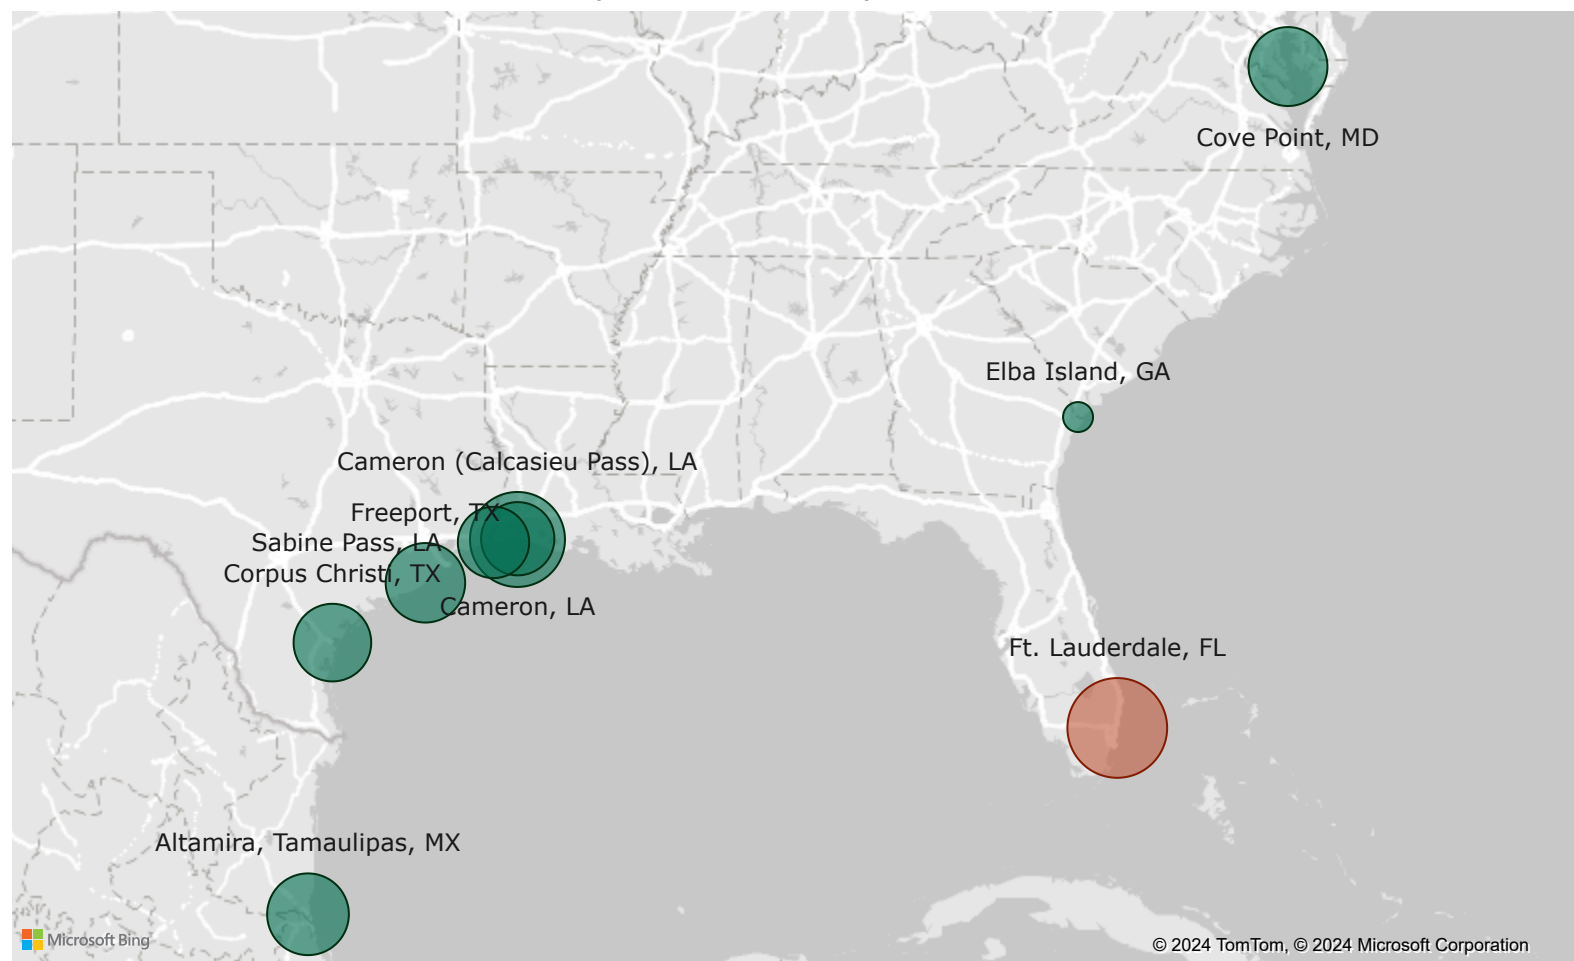 Cove Point, MD
Elba Island, GA
Cameron (Calcasieu Pass), LA
Freeport, TX
Sabine Pass, LA
Corpus Christi, TX
Cameron, LA
Ft. Lauderdale, FL
Altamira, Tamaulipas, MX
Microsoft Bing
© 2024 TomTom, © 2024 Microsoft Corporation